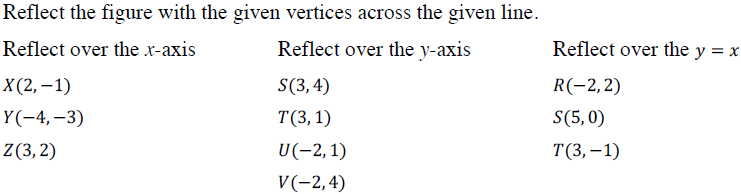 Reflect the figure with the given vertices across the given line.
Reflect over the x-axis
X(2, −1)
Y(−4, −3)
Z(3, 2)
Reflect over the y-axis
S(3, 4)
T(3, 1)
U(−2, 1)
V(−2, 4)
Reflect over the y = x
R(−2, 2)
S(5, 0)
T(3, −1)